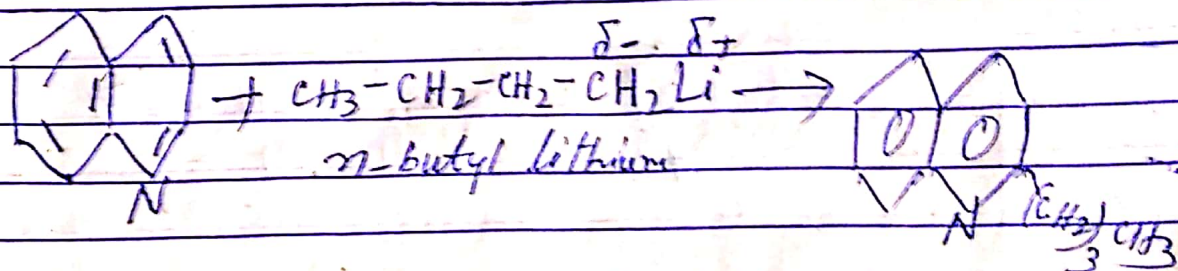 δ- δ+
+ CH3-CH2-CH2-CH2Li →
n-butyl lithium
N
N (CH2)3 CH3